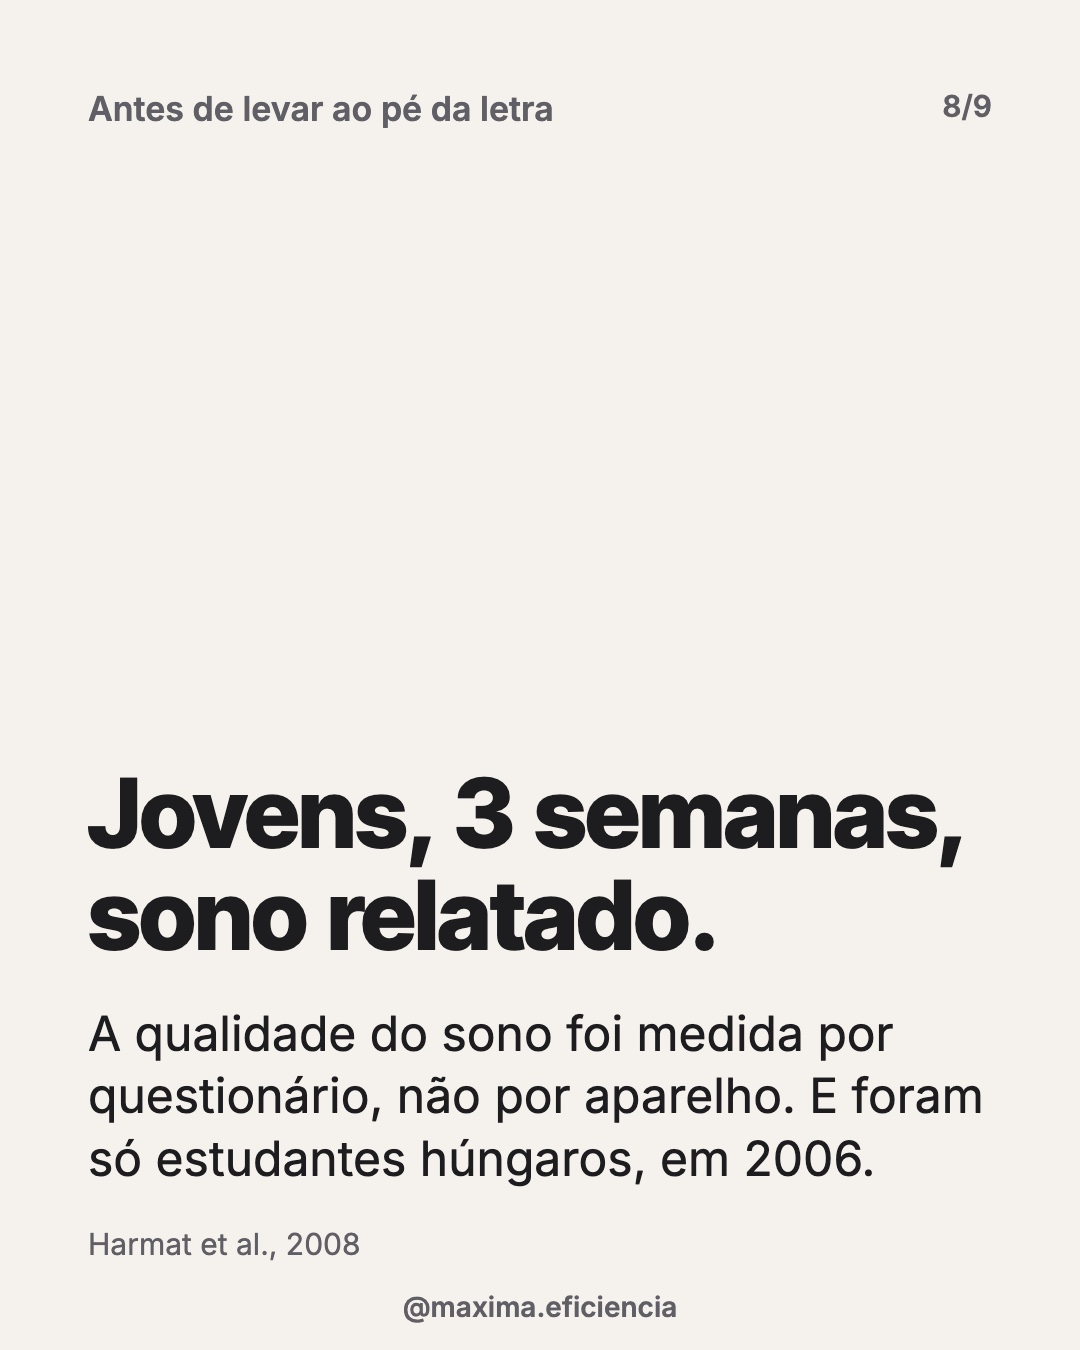 Antes de levar ao pé da letra
8/9
Jovens, 3 semanas,
sono relatado.
A qualidade do sono foi medida por
questionário, não por aparelho. E foram
só estudantes húngaros, em 2006.
Harmat et al., 2008
@maxima.eficiencia